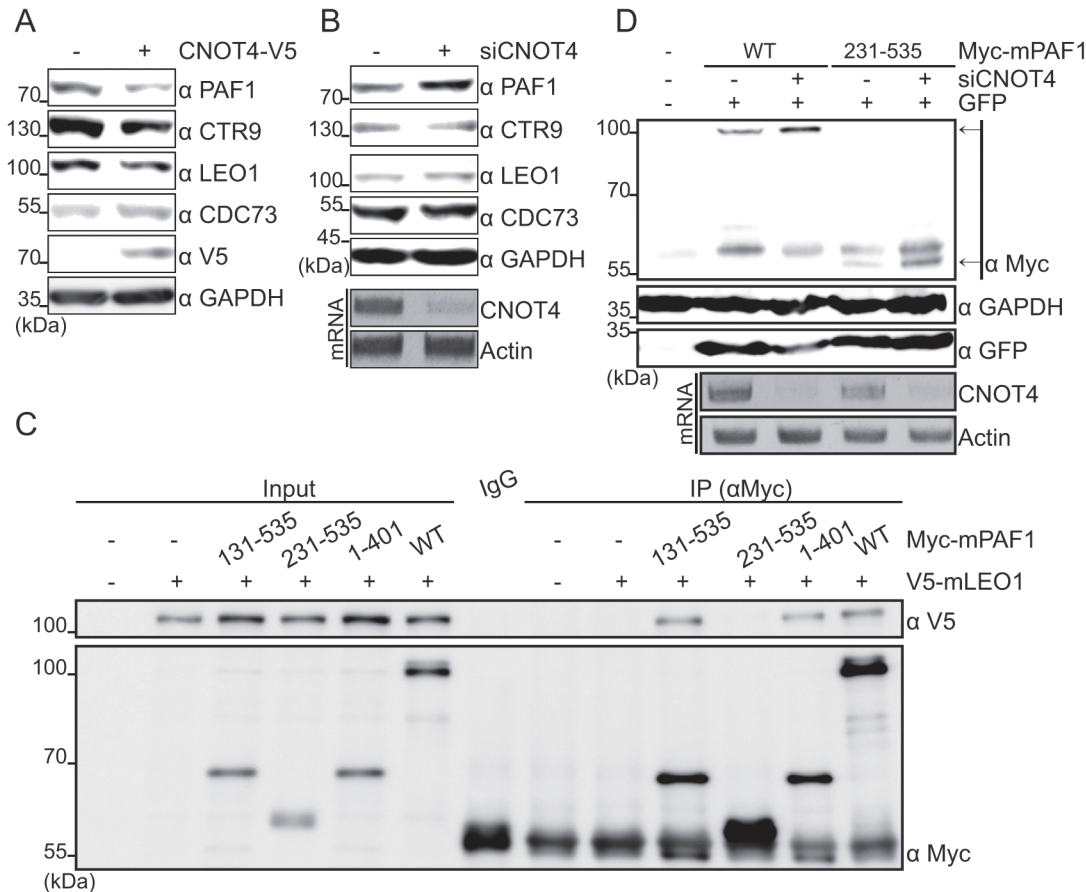 A
- + CNOT4-V5
70 α PAF1
130 α CTR9
100 α LEO1
55 α CDC73
70 α V5
35 α GAPDH
(kDa)
B
- + siCNOT4
70 α PAF1
130 α CTR9
100 α LEO1
55 α CDC73
45
(kDa) α GAPDH
mRNA
CNOT4
Actin
D
- WT 231-535 Myc-mPAF1
- - + - + siCNOT4
- + + + + GFP
100 ←
70
55 ← α Myc
35 α GAPDH
35 α GFP
(kDa)
mRNA
CNOT4
Actin
C
Input IgG IP (αMyc)
- - 131-535 231-535 1-401 WT - - 131-535 231-535 1-401 WT Myc-mPAF1
- + + + + + - + + + + + V5-mLEO1
100 α V5
100
70
55 α Myc
(kDa)